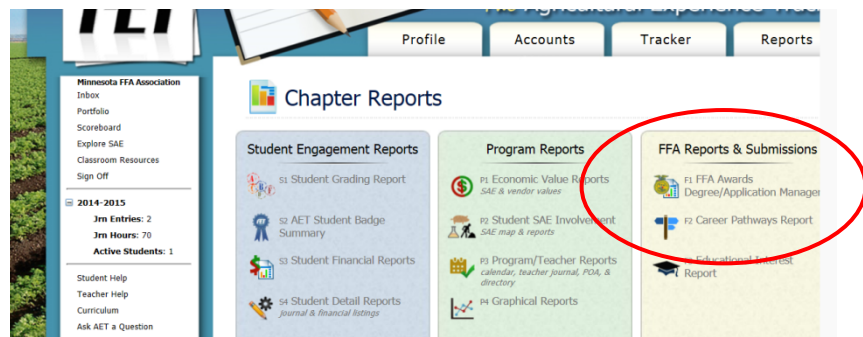 Profile
Accounts
Tracker
Reports
Minnesota FFA Association
Inbox
Portfolio
Scoreboard
Explore SAE
Classroom Resources
Sign Off
2014-2015
Jrn Entries: 2
Jrn Hours: 70
Active Students: 1
Student Help
Teacher Help
Curriculum
Ask AET a Question
Chapter Reports
Student Engagement Reports
S1 Student Grading Report
S2 AET Student Badge
Summary
S3 Student Financial Reports
S4 Student Detail Reports
journal & financial listings
Program Reports
P1 Economic Value Reports
SAE & vendor values
P2 Student SAE Involvement
SAE map & reports
P3 Program/Teacher Reports
calendar, teacher journal, POA, &
directory
P4 Graphical Reports
FFA Reports & Submissions
F1 FFA Awards
Degree/Application Manager
F2 Career Pathways Report
Educational Interest
Report